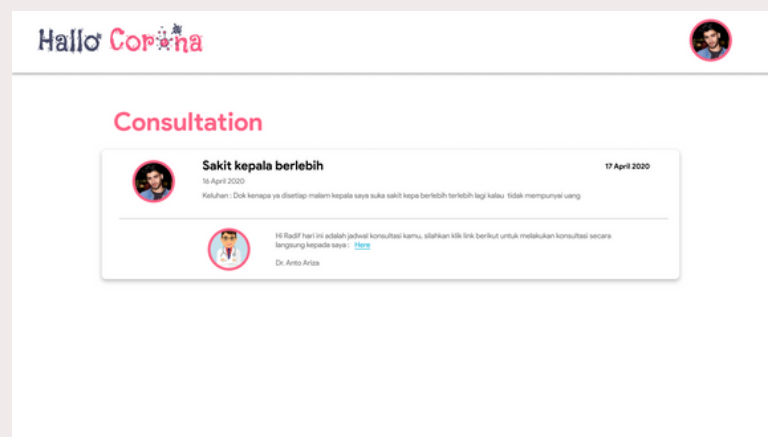 Hallo Corona
Consultation
Sakit kepala berlebih
17 April 2020
16 April 2020
Keluhan : Dok kenapa ya disetiap malam kepala saya suka sakit kepa berlebih terlebih lagi kalau tidak mempunyai uang
Hi Radif hari ini adalah jadwal konsultasi kamu, silahkan klik link berikut untuk melakukan konsultasi secara
langsung kepada saya : Here
Dr. Anto Ariza